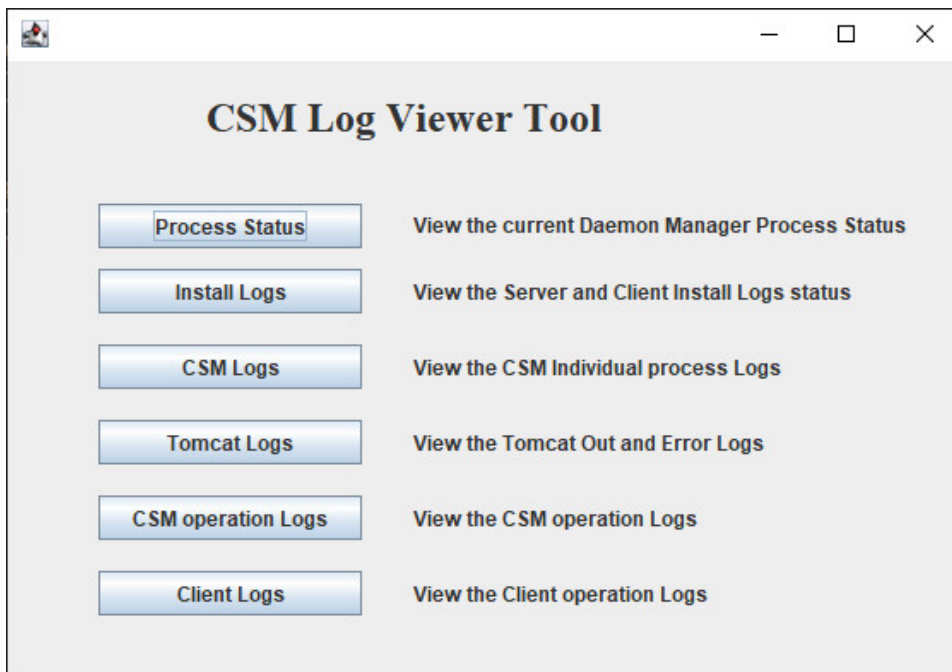 CSM Log Viewer Tool
Process Status View the current Daemon Manager Process Status
Install Logs View the Server and Client Install Logs status
CSM Logs View the CSM Individual process Logs
Tomcat Logs View the Tomcat Out and Error Logs
CSM operation Logs View the CSM operation Logs
Client Logs View the Client operation Logs